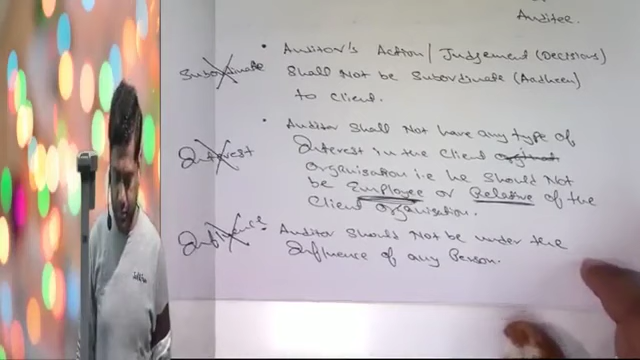 Auditee.
• Auditor's Action/Judgement (Decisions)
Subordinate shall Not be Subordinate (Aadheen)
to Client.
• Auditor shall Not have any type of
Interest Interest in the Client
Organisation i.e he should Not
be Employee or Relative of the
Client Organisation.
Influence Auditor should Not be under the
Influence of any Person.